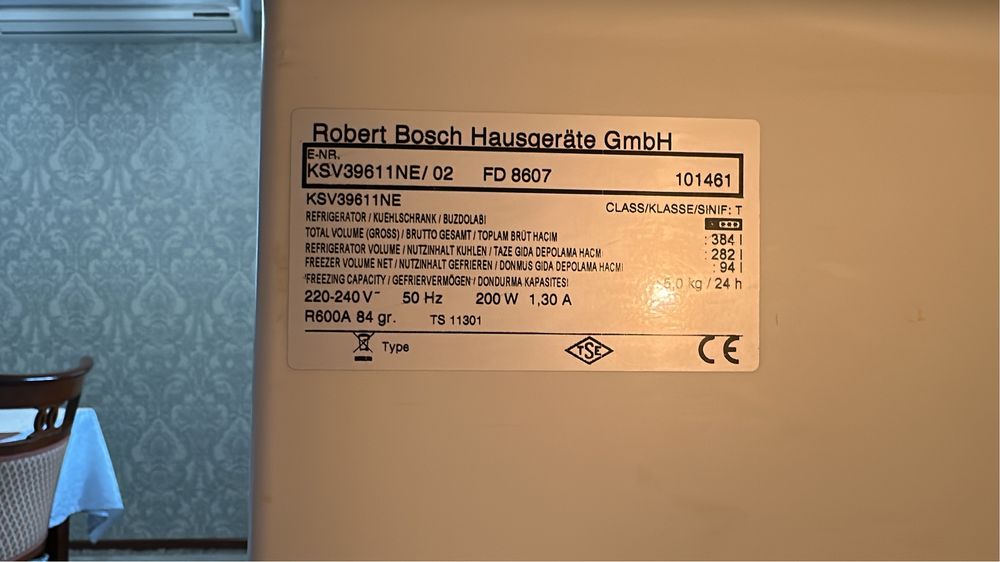 Robert Bosch Hausgeräte GmbH
E-NR.
KSV39611NE/ 02 FD 8607 101461
KSV39611NE CLASS/KLASSE/SINIF: T
REFRIGERATOR / KUEHLSCHRANK / BUZDOLABI
TOTAL VOLUME (GROSS) / BRUTTO GESAMT / TOPLAM BRÜT HACIM : 384 l
REFRIGERATOR VOLUME / NUTZINHALT KUHLEN / TAZE GIDA DEPOLAMA HACMI : 282 l
FREEZER VOLUME NET / NUTZINHALT GEFRIEREN / DONMUS GIDA DEPOLAMA HACMI : 94 l
FREEZING CAPACITY / GEFRIERVERMÖGEN / DONDURMA KAPASITESI 5,0 kg / 24 h
220-240 V~ 50 Hz 200 W 1,30 A
R600A 84 gr. TS 11301
Type TSE CE